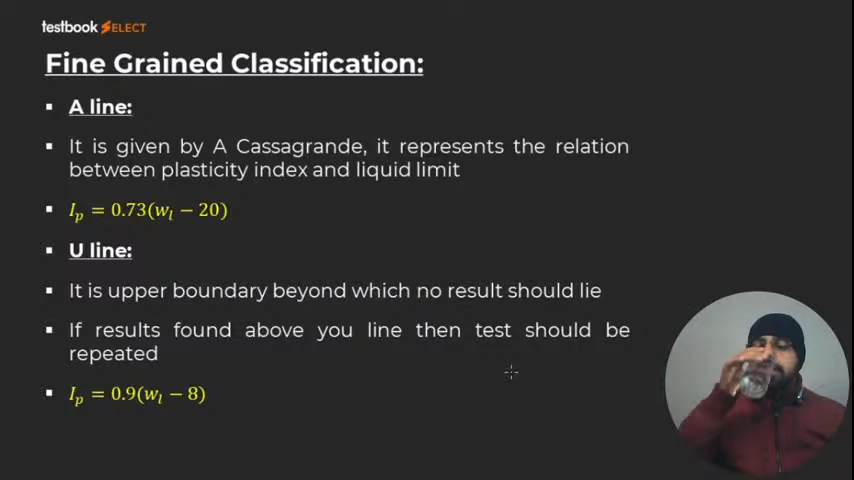 testbook SELECT
Fine Grained Classification:
▪ A line:
▪ It is given by A Cassagrande, it represents the relation
between plasticity index and liquid limit
▪ Iₚ = 0.73(wₗ − 20)
▪ U line:
▪ It is upper boundary beyond which no result should lie
▪ If results found above you line then test should be
repeated
▪ Iₚ = 0.9(wₗ − 8)